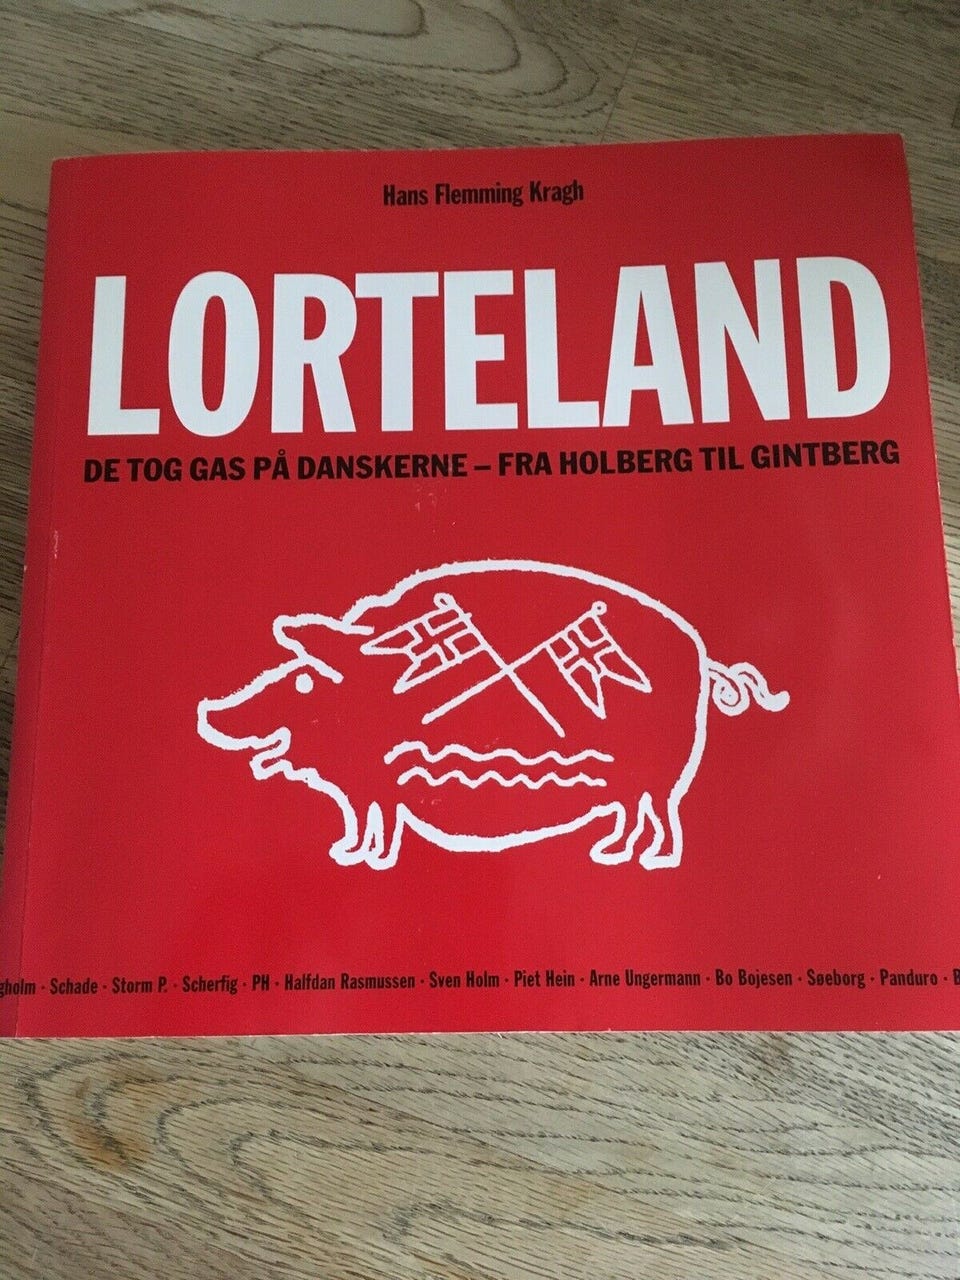 Hans Flemming Kragh
LORTELAND
DE TOG GAS PÅ DANSKERNE – FRA HOLBERG TIL GINTBERG
gholm · Schade · Storm P. · Scherfig · PH · Halfdan Rasmussen · Sven Holm · Piet Hein · Arne Ungermann · Bo Bojesen · Søeborg · Panduro · B